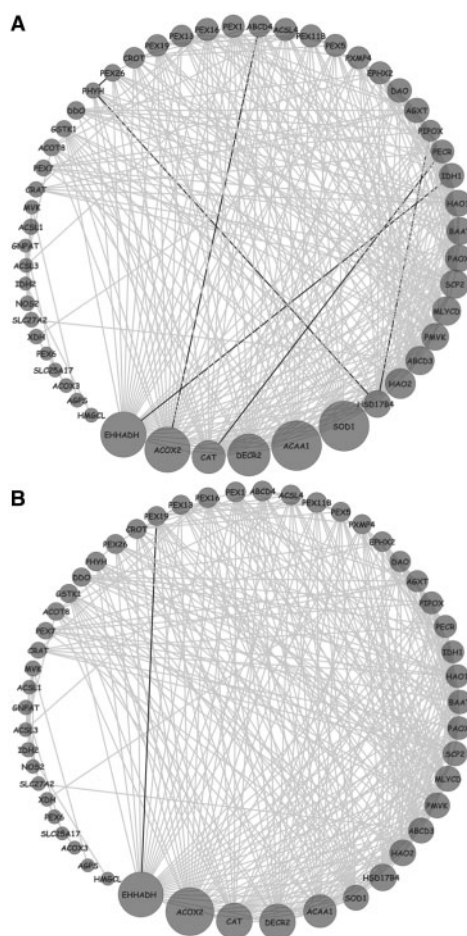 A
PEX1
ABCD4
ACSL4
PEX11B
PEX5
PXMP4
EPHX2
DAO
AGXT
PIPOX
PECR
IDH1
HAO1
BAAT
PAOX
SCP2
MLYCD
PMVK
ABCD3
HAO2
HSD17B4
SOD1
ACAA1
DECR2
CAT
ACOX2
EHHADH
HMGCL
AGPS
ACOX3
SLC25A17
PEX6
XDH
SLC27A2
NOS2
IDH2
ACSL3
GNPAT
ACSL1
MVK
CRAT
PEX7
ACOT8
GSTK1
DDO
PHYH
PEX26
CROT
PEX19
PEX13
PEX16
B
PEX1
ABCD4
ACSL4
PEX11B
PEX5
PXMP4
EPHX2
DAO
AGXT
PIPOX
PECR
IDH1
HAO1
BAAT
PAOX
SCP2
MLYCD
PMVK
ABCD3
HAO2
HSD17B4
SOD1
ACAA1
DECR2
CAT
ACOX2
EHHADH
HMGCL
AGPS
ACOX3
SLC25A17
PEX6
XDH
SLC27A2
NOS2
IDH2
ACSL3
GNPAT
ACSL1
MVK
CRAT
PEX7
ACOT8
GSTK1
DDO
PHYH
PEX26
CROT
PEX19
PEX13
PEX16